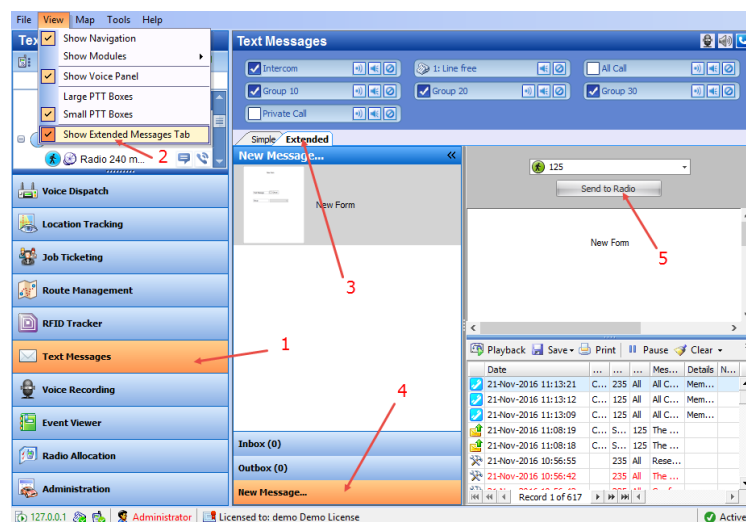 File View Map Tools Help
Show Navigation
Show Modules
Show Voice Panel
Large PTT Boxes
Small PTT Boxes
Show Extended Messages Tab
2
Radio 240 m...
Voice Dispatch
Location Tracking
Job Ticketing
Route Management
RFID Tracker
Text Messages
1
Voice Recording
Event Viewer
Radio Allocation
Administration
Text Messages
Intercom 1: Line free All Call
Group 10 Group 20 Group 30
Private Call
Simple Extended
New Message...
New Form
3
4
Inbox (0)
Outbox (0)
New Message...
125
Send to Radio
New Form
5
Playback Save Print Pause Clear
Date ... ... ... Mes... Details N...
21-Nov-2016 11:13:21 C... 235 All All C... Mem...
21-Nov-2016 11:13:12 C... 125 All All C... Mem...
21-Nov-2016 11:13:09 C... 125 All All C... Mem...
21-Nov-2016 11:08:19 C... S... 125 The ...
21-Nov-2016 11:08:18 C... S... 125 The ...
21-Nov-2016 10:56:55 235 All Rese...
21-Nov-2016 10:56:42 235 All The ...
Record 1 of 617
127.0.0.1 Administrator Licensed to: demo Demo License Active